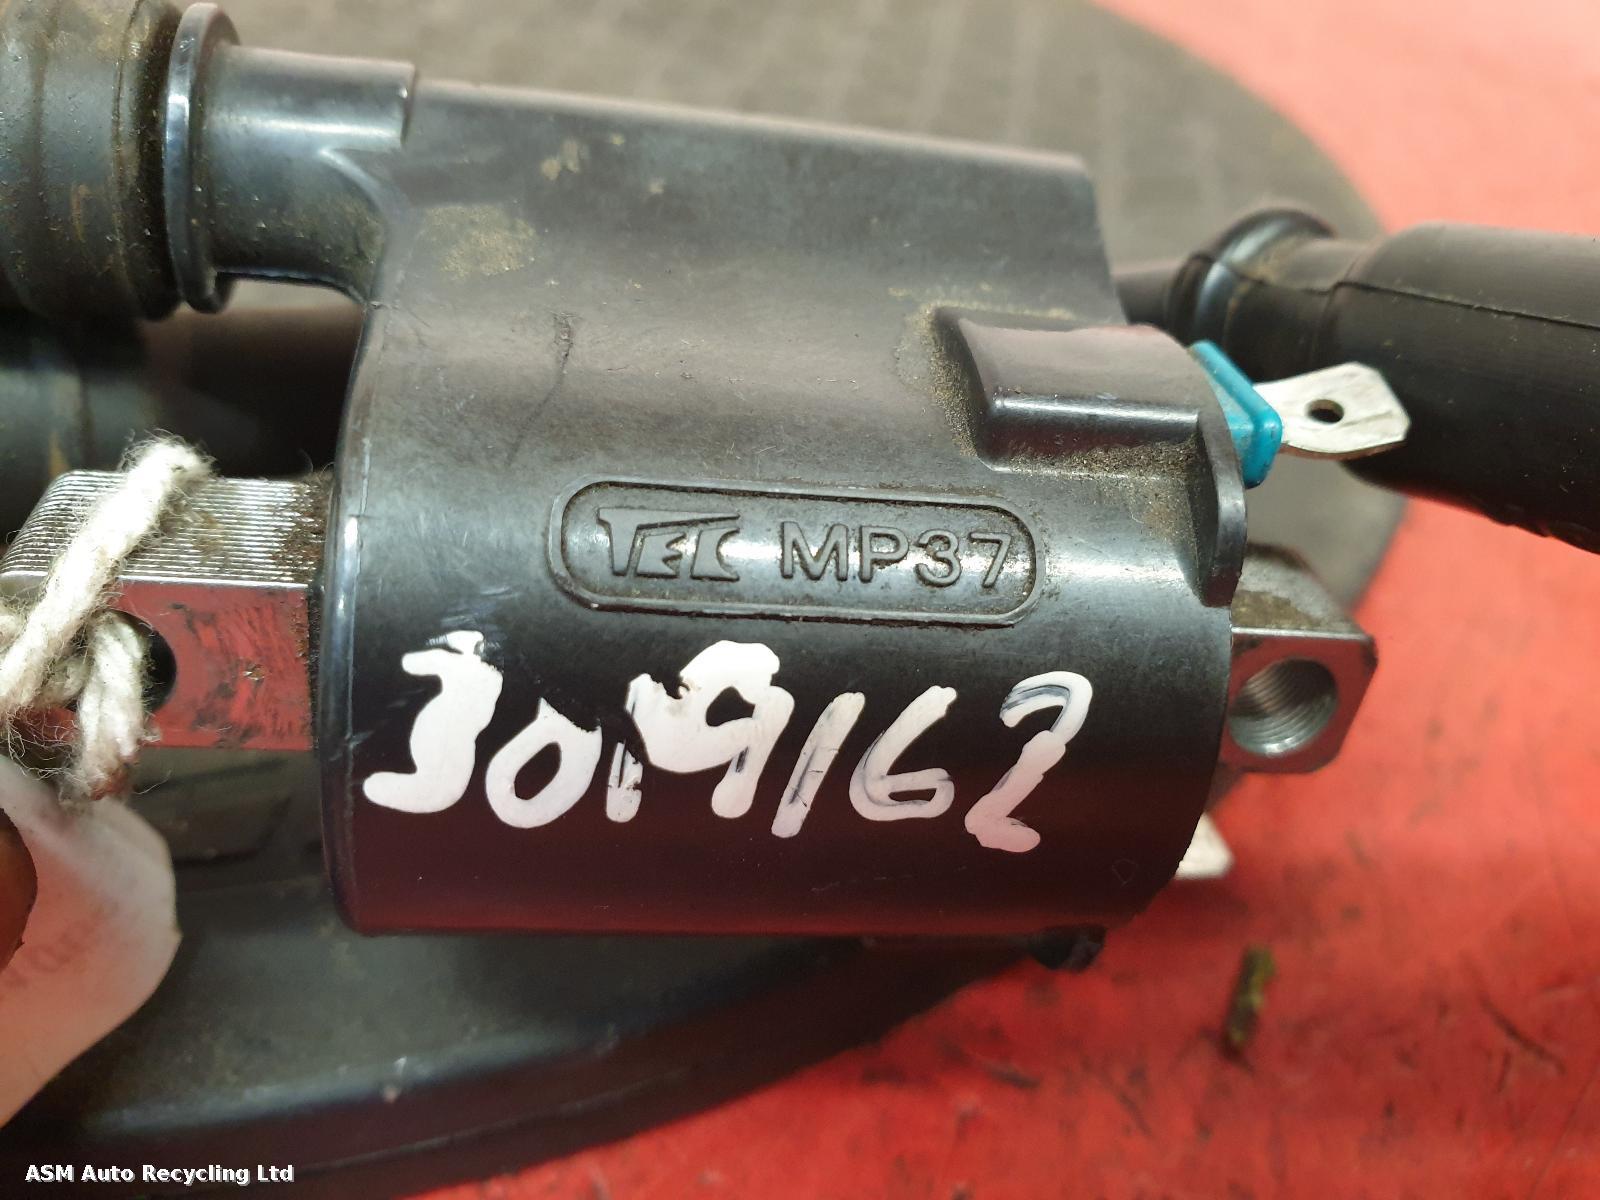 TEC MP37
3019162
ASM Auto Recycling Ltd